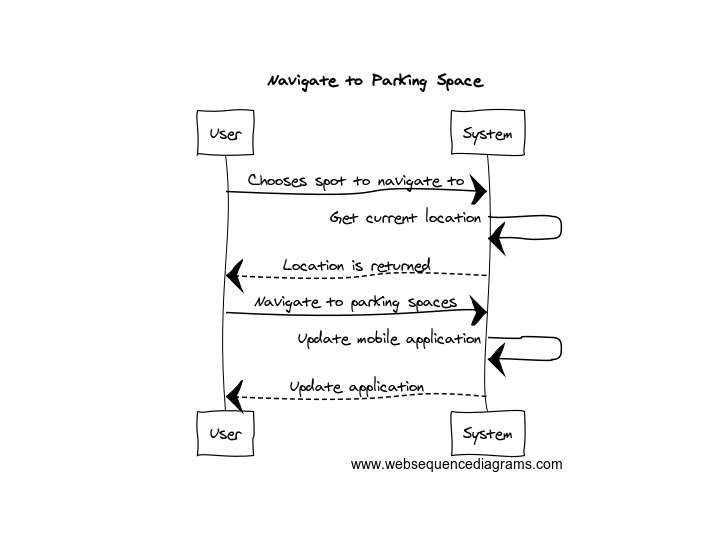 Navigate to Parking Space
User
System
Chooses spot to navigate to
Get current location
Location is returned
Navigate to parking spaces
Update mobile application
Update application
User
System
www.websequencediagrams.com